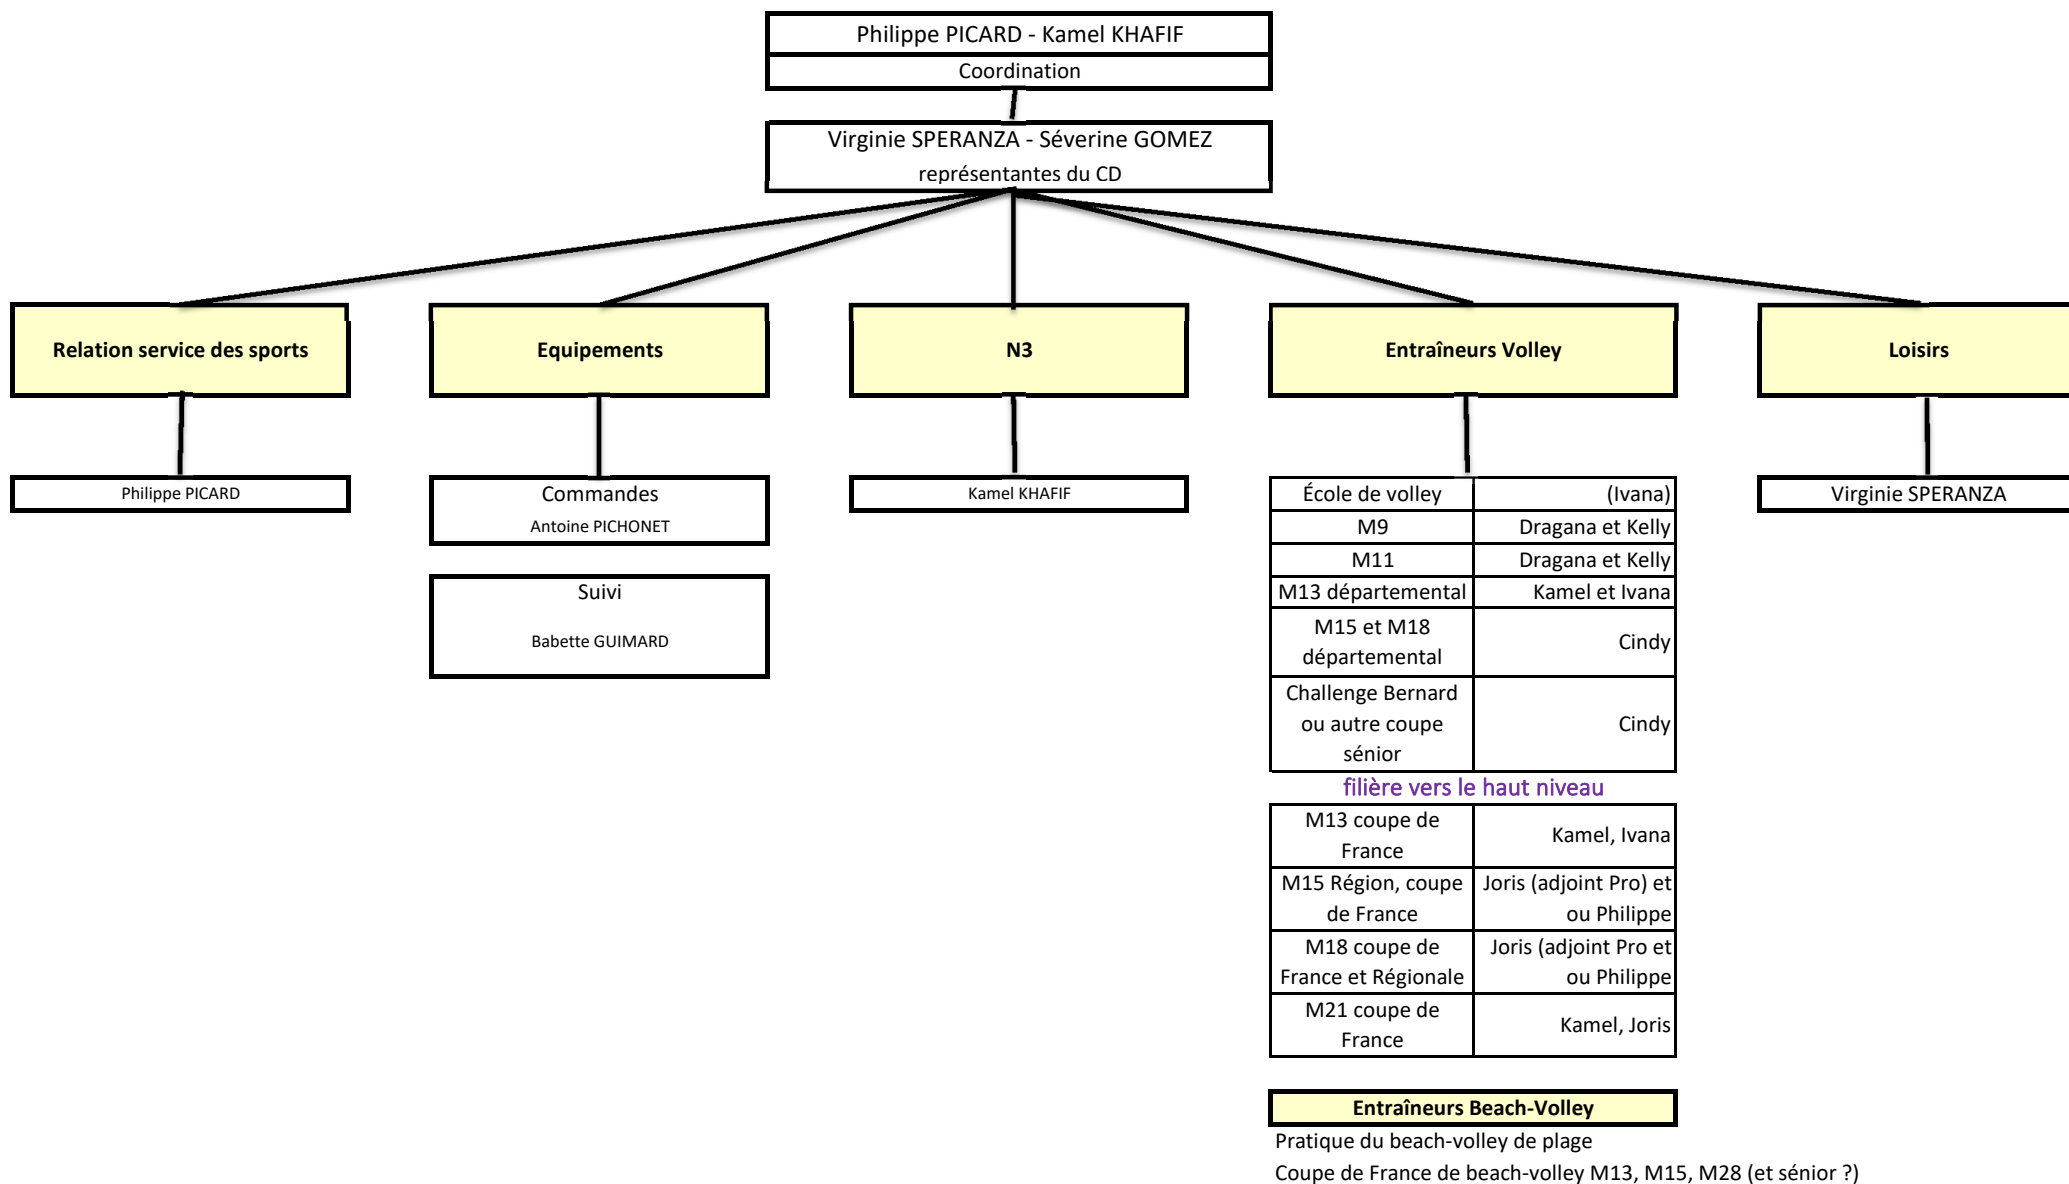 Philippe PICARD - Kamel KHAFIF
Coordination
Virginie SPERANZA - Séverine GOMEZ
représentantes du CD
Relation service des sports
Philippe PICARD
Equipements
Commandes
Antoine PICHONET
Suivi
Babette GUIMARD
N3
Kamel KHAFIF
Entraîneurs Volley
École de volley (Ivana)
M9 Dragana et Kelly
M11 Dragana et Kelly
M13 départemental Kamel et Ivana
M15 et M18
départemental
Cindy
Challenge Bernard
ou autre coupe
sénior
Cindy
filière vers le haut niveau
M13 coupe de
France
Kamel, Ivana
M15 Région, coupe
de France
Joris (adjoint Pro) et
ou Philippe
M18 coupe de
France et Régionale
Joris (adjoint Pro et
ou Philippe
M21 coupe de
France
Kamel, Joris
Entraîneurs Beach-Volley
Pratique du beach-volley de plage
Coupe de France de beach-volley M13, M15, M28 (et sénior ?)
Loisirs
Virginie SPERANZA